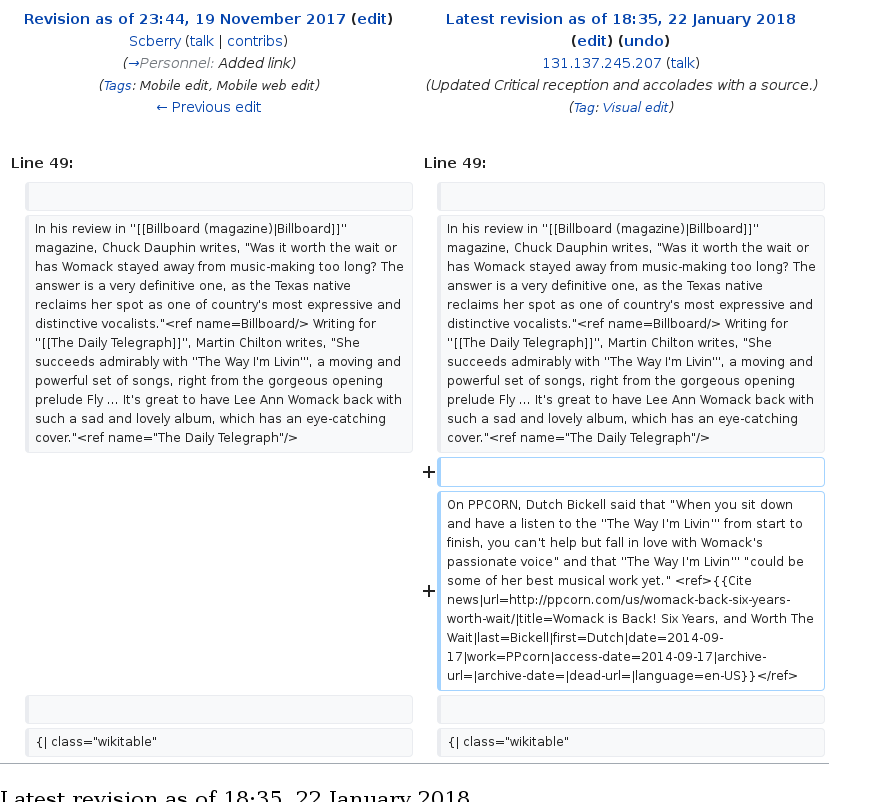 Revision as of 23:44, 19 November 2017 (edit)
Scberry (talk | contribs)
(→Personnel: Added link)
(Tags: Mobile edit, Mobile web edit)
← Previous edit
Latest revision as of 18:35, 22 January 2018
(edit) (undo)
131.137.245.207 (talk)
(Updated Critical reception and accolades with a source.)
(Tag: Visual edit)
Line 49:
Line 49:
In his review in ''[[Billboard (magazine)|Billboard]]''
magazine, Chuck Dauphin writes, "Was it worth the wait or
has Womack stayed away from music-making too long? The
answer is a very definitive one, as the Texas native
reclaims her spot as one of country's most expressive and
distinctive vocalists."<ref name=Billboard/> Writing for
''[[The Daily Telegraph]]'', Martin Chilton writes, "She
succeeds admirably with ''The Way I'm Livin''', a moving and
powerful set of songs, right from the gorgeous opening
prelude Fly ... It's great to have Lee Ann Womack back with
such a sad and lovely album, which has an eye-catching
cover."<ref name="The Daily Telegraph"/>
In his review in ''[[Billboard (magazine)|Billboard]]''
magazine, Chuck Dauphin writes, "Was it worth the wait or
has Womack stayed away from music-making too long? The
answer is a very definitive one, as the Texas native
reclaims her spot as one of country's most expressive and
distinctive vocalists."<ref name=Billboard/> Writing for
''[[The Daily Telegraph]]'', Martin Chilton writes, "She
succeeds admirably with ''The Way I'm Livin''', a moving and
powerful set of songs, right from the gorgeous opening
prelude Fly ... It's great to have Lee Ann Womack back with
such a sad and lovely album, which has an eye-catching
cover."<ref name="The Daily Telegraph"/>
+
+
On PPCORN, Dutch Bickell said that "When you sit down
and have a listen to the ''The Way I'm Livin''' from start to
finish, you can't help but fall in love with Womack's
passionate voice" and that ''The Way I'm Livin''' "could be
some of her best musical work yet." <ref>{{Cite
news|url=http://ppcorn.com/us/womack-back-six-years-
worth-wait/|title=Womack is Back! Six Years, and Worth The
Wait|last=Bickell|first=Dutch|date=2014-09-
17|work=PPcorn|access-date=2014-09-17|archive-
url=|archive-date=|dead-url=|language=en-US}}</ref>
{| class="wikitable"
{| class="wikitable"
Latest revision as of 18:35, 22 January 2018